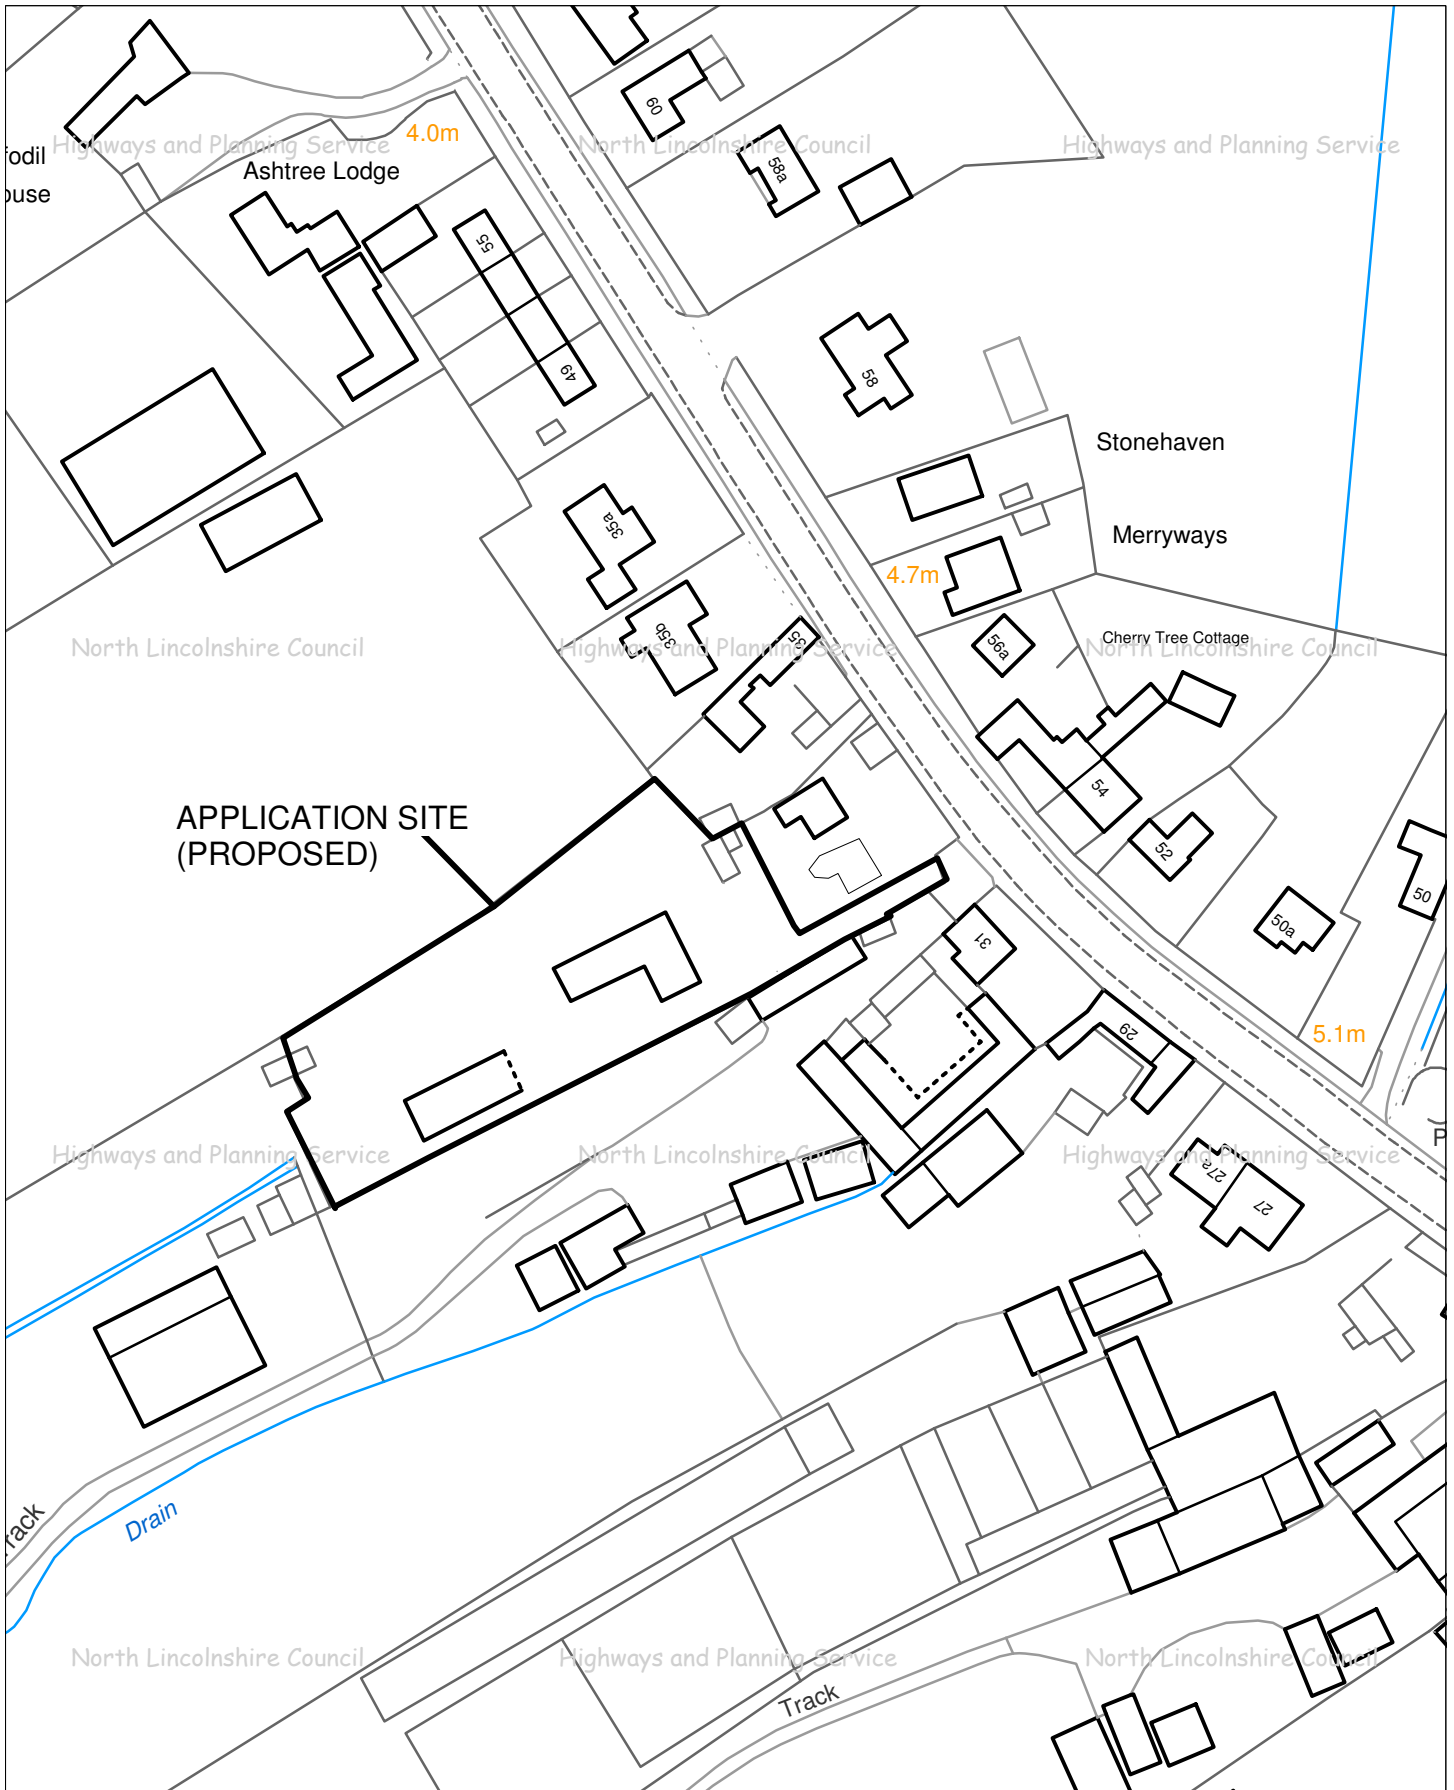 60
Highways and Planning Service
4.0m
North Lincolnshire Council
Highways and Planning Service
fodil
ouse
Ashtree Lodge
58a
55
49
58
Stonehaven
35a
Merryways
4.7m
North Lincolnshire Council
35b
Highways and Planning Service
35
56a
Cherry Tree Cottage
North Lincolnshire Council
APPLICATION SITE
(PROPOSED)
54
52
50
50a
31
29
5.1m
Highways and Planning Service
North Lincolnshire Council
Highways and Planning Service
P
27a
27
Track
Drain
North Lincolnshire Council
Highways and Planning Service
North Lincolnshire Council
Track